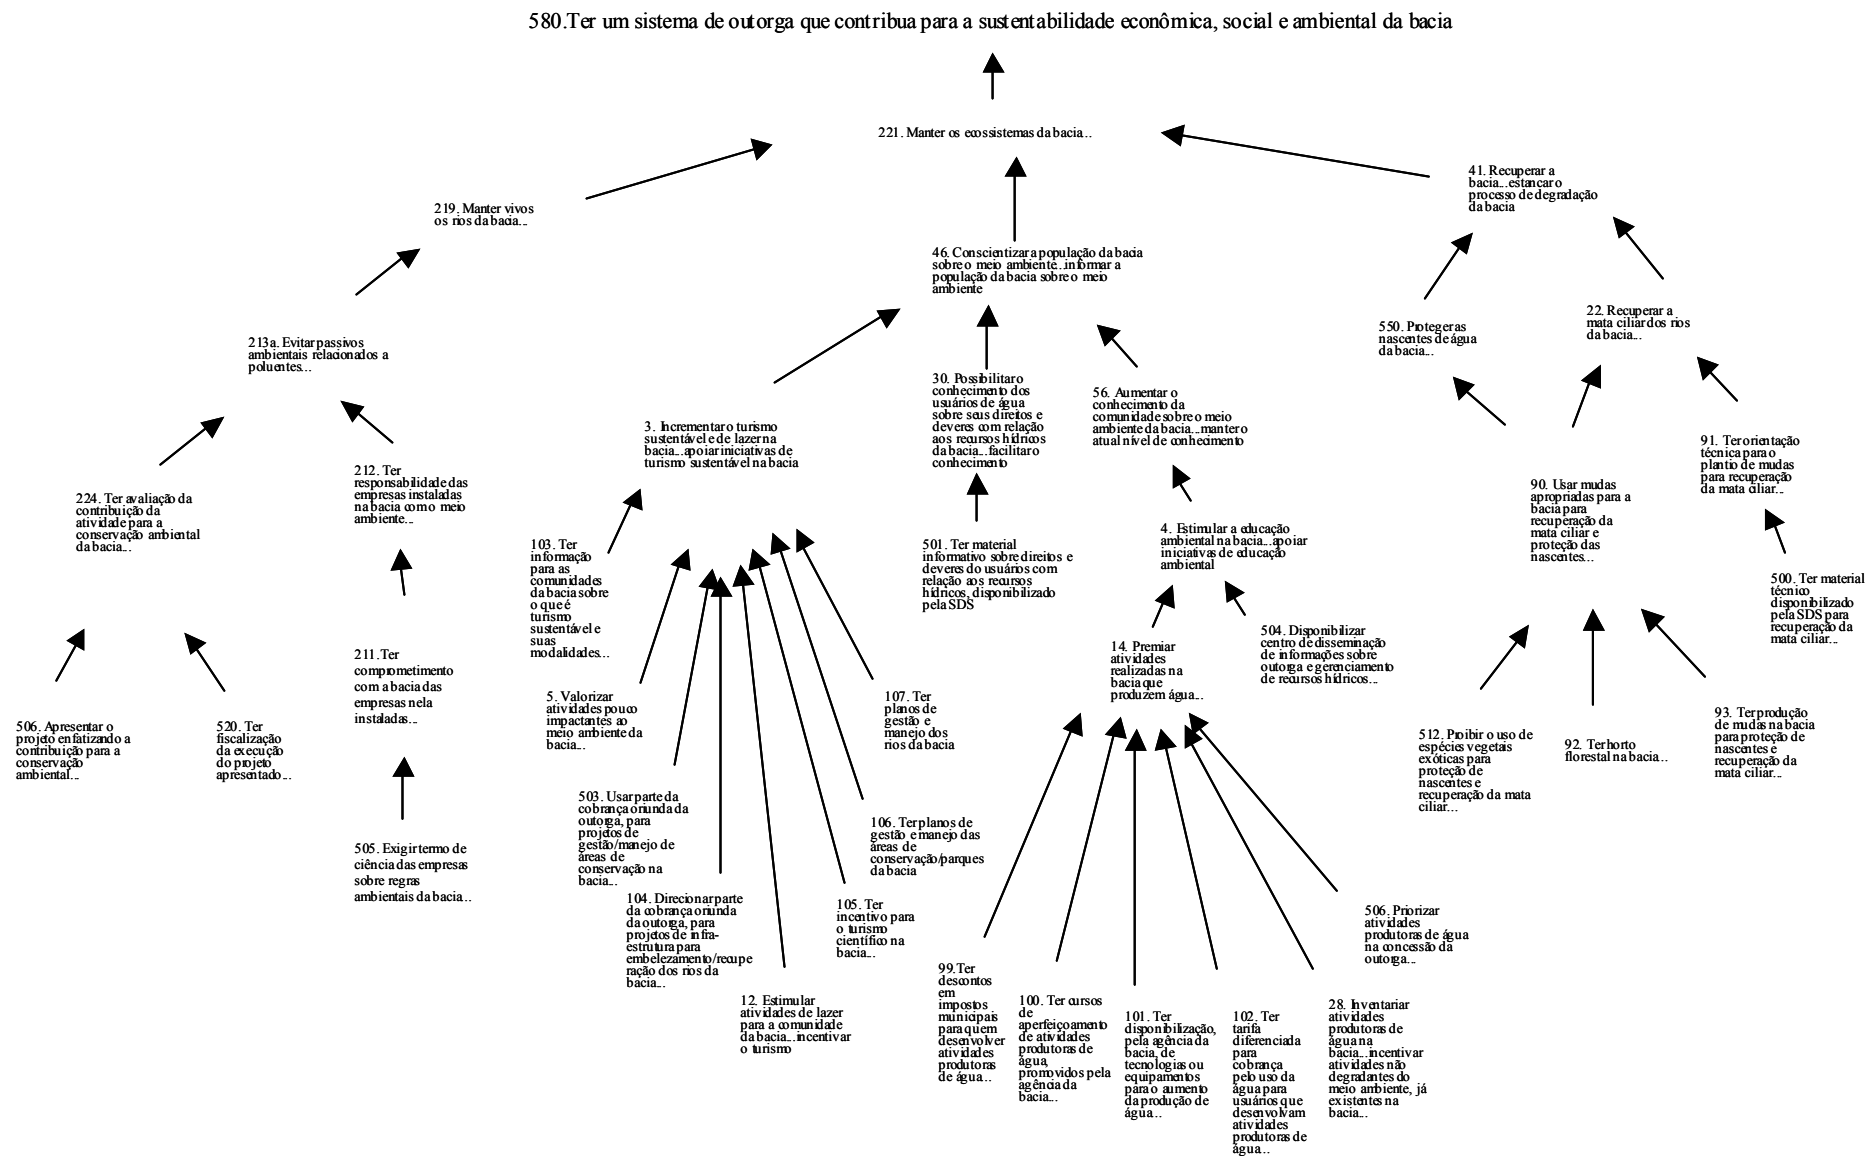 580.Ter um sistema de outorga que contribua para a sustentabilidade econômica, social e ambiental da bacia
221. Manter os ecossistemas da bacia...
41. Recuperar a
bacia...estancar o
processo de degradação
da bacia
219. Manter vivos
os rios da bacia...
46. Conscientizar a população da bacia
sobre o meio ambiente...informar a
população da bacia sobre o meio
ambiente
213a. Evitar passivos
ambientais relacionados a
poluentes...
550. Proteger as
nascentes de água
da bacia...
22. Recuperar a
mata ciliar dos rios
da bacia...
3. Incrementar o turismo
sustentável e de lazer na
bacia...apoiar iniciativas de
turismo sustentável na bacia
30. Possibilitar o
conhecimento dos
usuários de água
sobre seus direitos e
deveres com relação
aos recursos hídricos
da bacia...facilitar o
conhecimento
56. Aumentar o
conhecimento da
comunidade sobre o meio
ambiente da bacia...manter o
atual nível de conhecimento
224. Ter avaliação da
contribuição da
atividade para a
conservação ambiental
da bacia...
212. Ter
responsabilidade das
empresas instaladas
na bacia com o meio
ambiente...
90. Usar mudas
apropriadas para a
bacia para
recuperação da
mata ciliar e
proteção das
nascentes...
91. Ter orientação
técnica para o
plantio de mudas
para recuperação
da mata ciliar...
103. Ter
informação
para as
comunidades
da bacia sobre
o que é
turismo
sustentável e
suas
modalidades...
501. Ter material
informativo sobre direitos e
deveres do usuários com
relação aos recursos
hídricos, disponibilizado
pela SDS
4. Estimular a educação
ambiental na bacia...apoiar
iniciativas de educação
ambiental
500. Ter material
técnico
disponibilizado
pela SDS para
recuperação da
mata ciliar...
211.Ter
comprometimento
com a bacia das
empresas nela
instaladas...
14. Premiar
atividades
realizadas na
bacia que
produzem água...
504. Disponibilizar
centro de disseminação
de informações sobre
outorga e gerenciamento
de recursos hídricos...
506. Apresentar o
projeto enfatizando a
contribuição para a
conservação
ambiental...
520. Ter
fiscalização
da execução
do projeto
apresentado...
5. Valorizar
atividades pouco
impactantes ao
meio ambiente da
bacia...
107. Ter
planos de
gestão e
manejo dos
rios da bacia
512. Proibir o uso de
espécies vegetais
exóticas para
proteção de
nascentes e
recuperação da mata
ciliar...
92. Ter horto
florestal na bacia...
93. Ter produção
de mudas na bacia
para proteção de
nascentes e
recuperação da
mata ciliar...
505. Exigir termo de
ciência das empresas
sobre regras
ambientais da bacia...
503. Usar parte da
cobrança oriunda da
outorga, para
projetos de
gestão/manejo de
áreas de
conservação na
bacia...
106. Ter planos de
gestão e manejo das
áreas de
conservação/parques
da bacia
104. Direcionar parte
da cobrança oriunda
da outorga, para
projetos de infra-
estrutura para
embelezamento/recupe
ração dos rios da
bacia...
105. Ter
incentivo para
o turismo
científico na
bacia...
506. Priorizar
atividades
produtoras de água
na concessão da
outorga...
12. Estimular
atividades de lazer
para a comunidade
da bacia...incentivar
o turismo
99.Ter
descontos
em
impostos
municipais
para quem
desenvolver
atividades
produtoras
de água...
100. Ter cursos
de
aperfeiçoamento
de atividades
produtoras de
água,
promovidos pela
agência da
bacia...
101. Ter
disponibilização,
pela agência da
bacia, de
tecnologias ou
equipamentos
para o aumento
da produção de
água...
102. Ter
tarifa
diferenciada
para
cobrança
pelo uso da
água para
usuários que
desenvolvam
atividades
produtoras de
água...
28. Inventariar
atividades
produtoras de
água na
bacia...incentivar
atividades não
degradantes do
meio ambiente, já
existentes na
bacia...